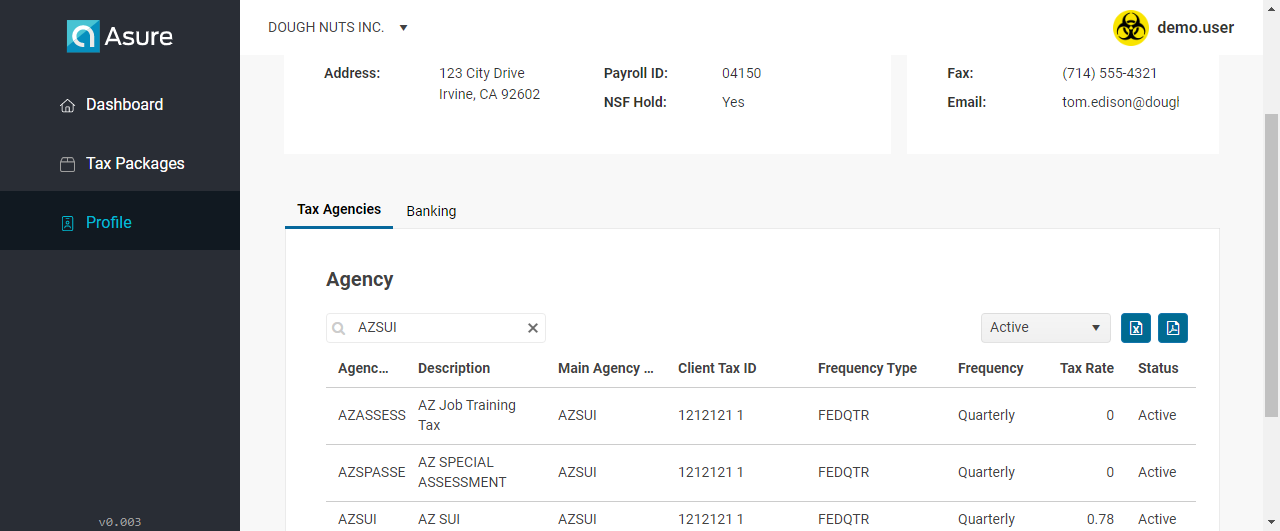 Asure
DOUGH NUTS INC.
demo.user
Dashboard
Tax Packages
Profile
v0.003
Address: 123 City Drive
Irvine, CA 92602
Payroll ID: 04150
NSF Hold: Yes
Fax: (714) 555-4321
Email: tom.edison@dough
Tax Agencies Banking
Agency
AZSUI
Active
Agenc... Description Main Agency ... Client Tax ID Frequency Type Frequency Tax Rate Status
AZASSESS AZ Job Training Tax AZSUI 1212121 1 FEDQTR Quarterly 0 Active
AZSPASSE AZ SPECIAL ASSESSMENT AZSUI 1212121 1 FEDQTR Quarterly 0 Active
AZSUI AZ SUI AZSUI 1212121 1 FEDQTR Quarterly 0.78 Active